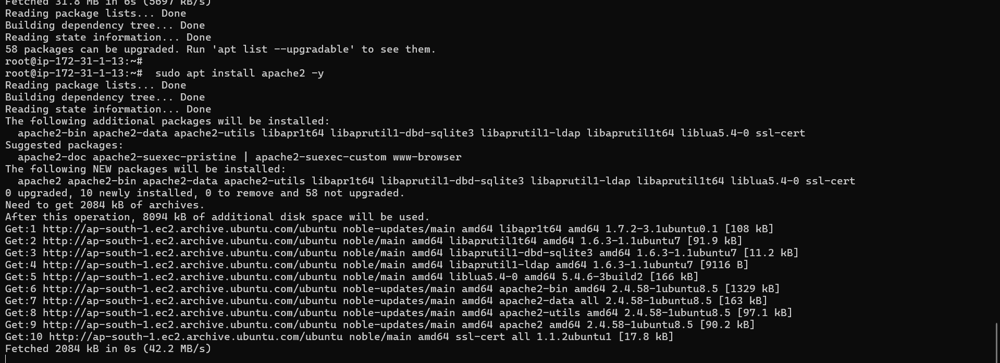 Fetched 31.8 MB in 6s (5697 kB/s)
Reading package lists... Done
Building dependency tree... Done
Reading state information... Done
58 packages can be upgraded. Run 'apt list --upgradable' to see them.
root@ip-172-31-1-13:~#
root@ip-172-31-1-13:~#  sudo apt install apache2 -y
Reading package lists... Done
Building dependency tree... Done
Reading state information... Done
The following additional packages will be installed:
  apache2-bin apache2-data apache2-utils libapr1t64 libaprutil1-dbd-sqlite3 libaprutil1-ldap libaprutil1t64 liblua5.4-0 ssl-cert
Suggested packages:
  apache2-doc apache2-suexec-pristine | apache2-suexec-custom www-browser
The following NEW packages will be installed:
  apache2 apache2-bin apache2-data apache2-utils libapr1t64 libaprutil1-dbd-sqlite3 libaprutil1-ldap libaprutil1t64 liblua5.4-0 ssl-cert
0 upgraded, 10 newly installed, 0 to remove and 58 not upgraded.
Need to get 2084 kB of archives.
After this operation, 8094 kB of additional disk space will be used.
Get:1 http://ap-south-1.ec2.archive.ubuntu.com/ubuntu noble-updates/main amd64 libapr1t64 amd64 1.7.2-3.1ubuntu0.1 [108 kB]
Get:2 http://ap-south-1.ec2.archive.ubuntu.com/ubuntu noble/main amd64 libaprutil1t64 amd64 1.6.3-1.1ubuntu7 [91.9 kB]
Get:3 http://ap-south-1.ec2.archive.ubuntu.com/ubuntu noble/main amd64 libaprutil1-dbd-sqlite3 amd64 1.6.3-1.1ubuntu7 [11.2 kB]
Get:4 http://ap-south-1.ec2.archive.ubuntu.com/ubuntu noble/main amd64 libaprutil1-ldap amd64 1.6.3-1.1ubuntu7 [9116 B]
Get:5 http://ap-south-1.ec2.archive.ubuntu.com/ubuntu noble/main amd64 liblua5.4-0 amd64 5.4.6-3build2 [166 kB]
Get:6 http://ap-south-1.ec2.archive.ubuntu.com/ubuntu noble-updates/main amd64 apache2-bin amd64 2.4.58-1ubuntu8.5 [1329 kB]
Get:7 http://ap-south-1.ec2.archive.ubuntu.com/ubuntu noble-updates/main amd64 apache2-data all 2.4.58-1ubuntu8.5 [163 kB]
Get:8 http://ap-south-1.ec2.archive.ubuntu.com/ubuntu noble-updates/main amd64 apache2-utils amd64 2.4.58-1ubuntu8.5 [97.1 kB]
Get:9 http://ap-south-1.ec2.archive.ubuntu.com/ubuntu noble-updates/main amd64 apache2 amd64 2.4.58-1ubuntu8.5 [90.2 kB]
Get:10 http://ap-south-1.ec2.archive.ubuntu.com/ubuntu noble/main amd64 ssl-cert all 1.1.2ubuntu1 [17.8 kB]
Fetched 2084 kB in 0s (42.2 MB/s)